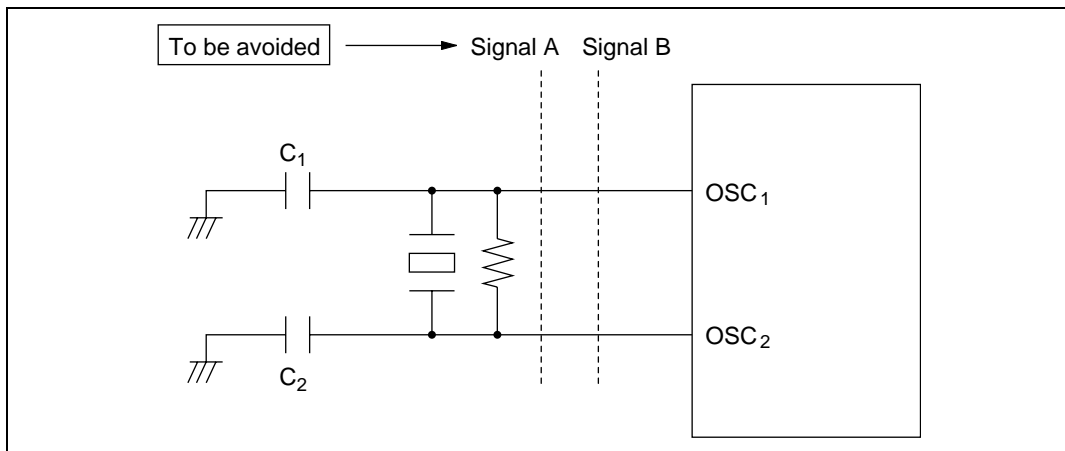 To be avoided
Signal A Signal B
C1
OSC1
OSC2
C2